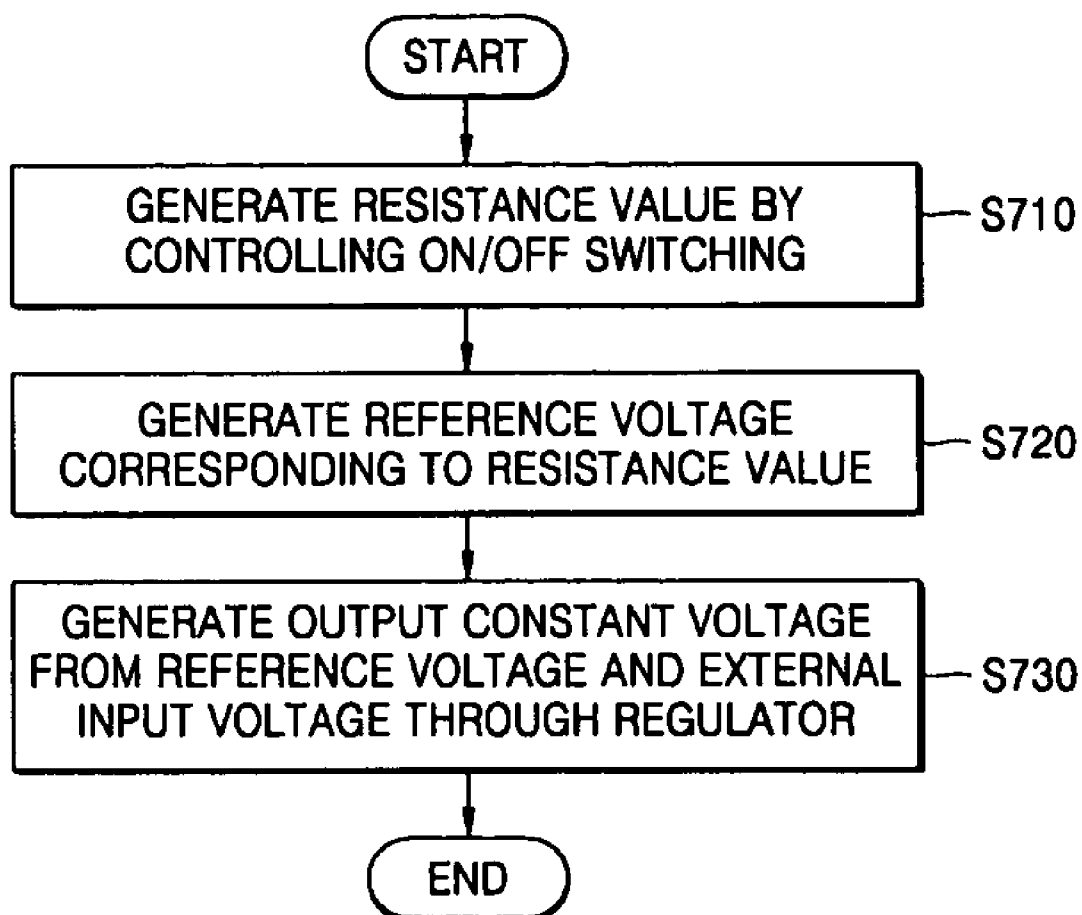 START
GENERATE RESISTANCE VALUE BY
CONTROLLING ON/OFF SWITCHING
S710
GENERATE REFERENCE VOLTAGE
CORRESPONDING TO RESISTANCE VALUE
S720
GENERATE OUTPUT CONSTANT VOLTAGE
FROM REFERENCE VOLTAGE AND EXTERNAL
INPUT VOLTAGE THROUGH REGULATOR
S730
END